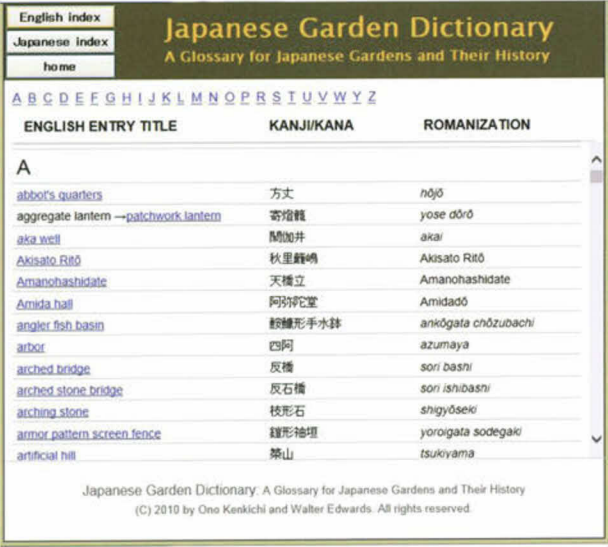 English index
Japanese index
home
Japanese Garden Dictionary
A Glossary for Japanese Gardens and Their History
A B C D E F G H I J K L M N O P R S T U V W Y Z
ENGLISH ENTRY TITLE KANJI/KANA ROMANIZATION
A
abbot's quarters 方丈 hōjō
aggregate lantern →patchwork lantern 寄燈籠 yose dōrō
aka well 閼伽井 akai
Akisato Ritō 秋里籬嶋 Akisato Ritō
Amanohashidate 天橋立 Amanohashidate
Amida hall 阿弥陀堂 Amidadō
angler fish basin 鮟鱇形手水鉢 ankōgata chōzubachi
arbor 四阿 azumaya
arched bridge 反橋 sori bashi
arched stone bridge 反石橋 sori ishibashi
arching stone 枝形石 shigyōseki
armor pattern screen fence 鎧形袖垣 yoroigata sodegaki
artificial hill 築山 tsukiyama
Japanese Garden Dictionary: A Glossary for Japanese Gardens and Their History
(C) 2010 by Ono Kenkichi and Walter Edwards. All rights reserved.